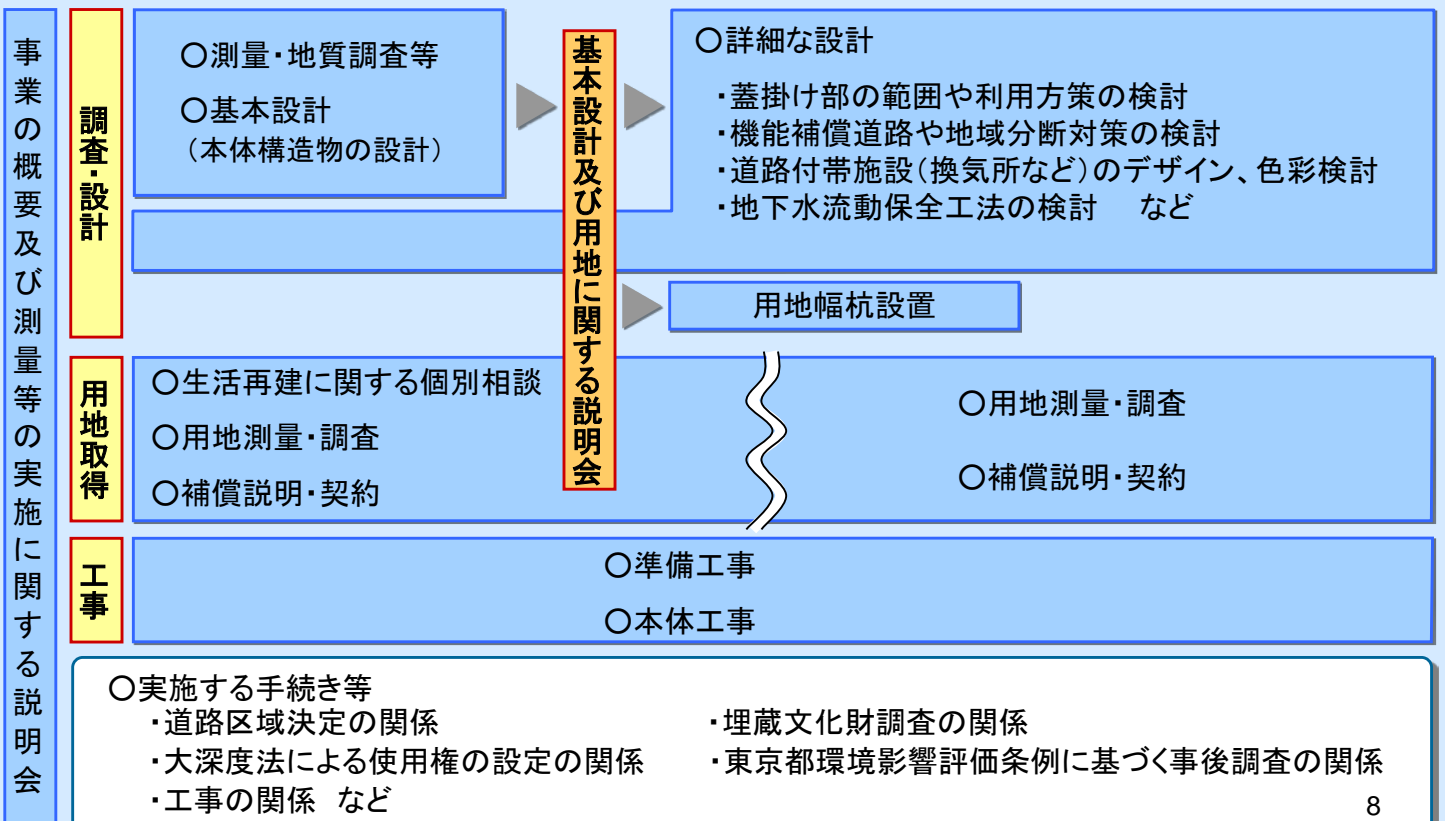 事業の概要及び測量等の実施に関する説明会
調査・設計
○測量・地質調査等
○基本設計
（本体構造物の設計）
基本設計及び用地に関する説明会
○詳細な設計
・蓋掛け部の範囲や利用方策の検討
・機能補償道路や地域分断対策の検討
・道路付帯施設（換気所など）のデザイン、色彩検討
・地下水流動保全工法の検討　など
用地幅杭設置
用地取得
○生活再建に関する個別相談
○用地測量・調査
○補償説明・契約
○用地測量・調査
○補償説明・契約
工事
○準備工事
○本体工事
○実施する手続き等
・道路区域決定の関係
・大深度法による使用権の設定の関係
・工事の関係　など
・埋蔵文化財調査の関係
・東京都環境影響評価条例に基づく事後調査の関係
8